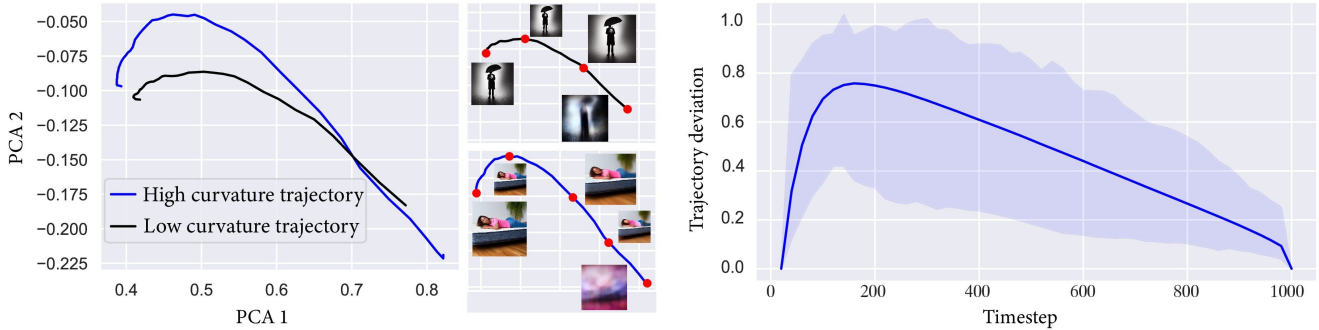 PCA 2
−0.050
−0.075
−0.100
−0.125
−0.150
−0.175
−0.200
−0.225
High curvature trajectory
Low curvature trajectory
0.4 0.5 0.6 0.7 0.8
PCA 1
Trajectory deviation
1.0
0.8
0.6
0.4
0.2
0.0
0 200 400 600 800 1000
Timestep